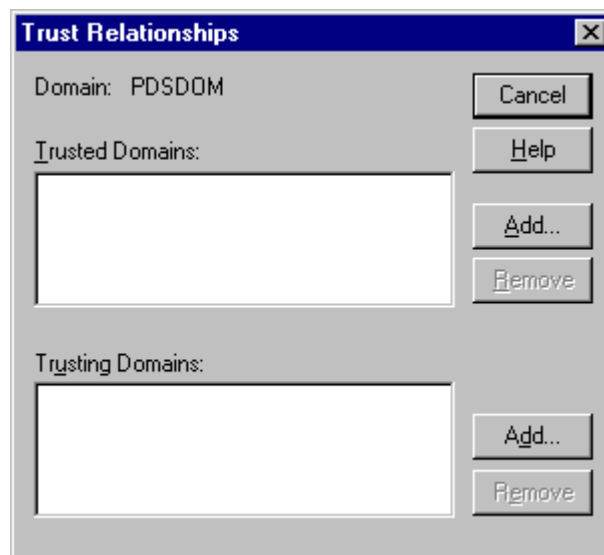 Trust Relationships
Domain: PDSDOM
Cancel
Help
Trusted Domains:
Add...
Remove
Trusting Domains:
Add...
Remove